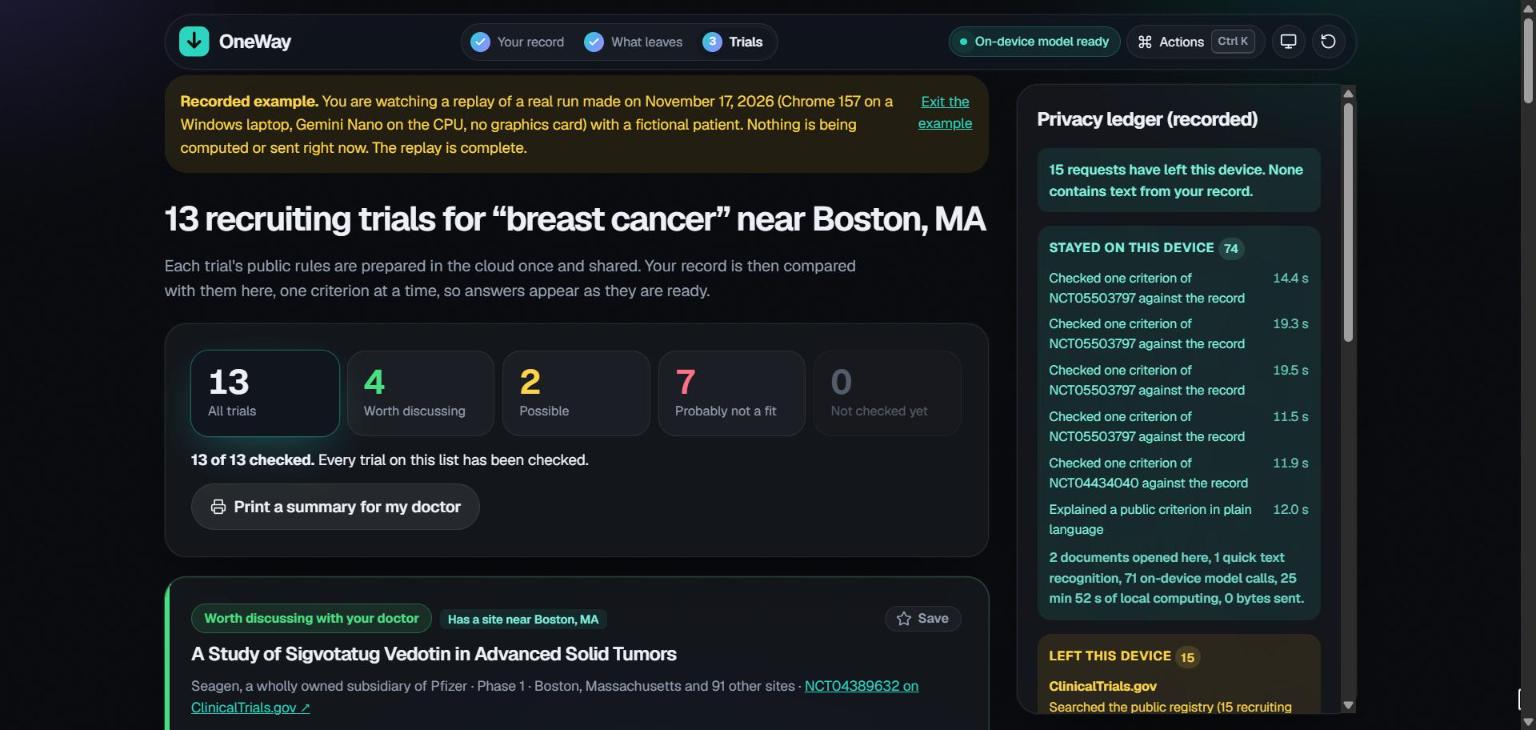 OneWay
Your record
What leaves
3 Trials
On-device model ready
Actions Ctrl K
Recorded example. You are watching a replay of a real run made on November 17, 2026 (Chrome 157 on a
Windows laptop, Gemini Nano on the CPU, no graphics card) with a fictional patient. Nothing is being
computed or sent right now. The replay is complete.
Exit the
example
13 recruiting trials for “breast cancer” near Boston, MA
Each trial's public rules are prepared in the cloud once and shared. Your record is then compared
with them here, one criterion at a time, so answers appear as they are ready.
13
All trials
4
Worth discussing
2
Possible
7
Probably not a fit
0
Not checked yet
13 of 13 checked. Every trial on this list has been checked.
Print a summary for my doctor
Worth discussing with your doctor
Has a site near Boston, MA
Save
A Study of Sigvotatug Vedotin in Advanced Solid Tumors
Seagen, a wholly owned subsidiary of Pfizer · Phase 1 · Boston, Massachusetts and 91 other sites · NCT04389632 on
ClinicalTrials.gov ↗
Privacy ledger (recorded)
15 requests have left this device. None
contains text from your record.
STAYED ON THIS DEVICE 74
Checked one criterion of 14.4 s
NCT05503797 against the record
Checked one criterion of 19.3 s
NCT05503797 against the record
Checked one criterion of 19.5 s
NCT05503797 against the record
Checked one criterion of 11.5 s
NCT05503797 against the record
Checked one criterion of 11.9 s
NCT04434040 against the record
Explained a public criterion in plain 12.0 s
language
2 documents opened here, 1 quick text
recognition, 71 on-device model calls, 25
min 52 s of local computing, 0 bytes sent.
LEFT THIS DEVICE 15
ClinicalTrials.gov
Searched the public registry (15 recruiting